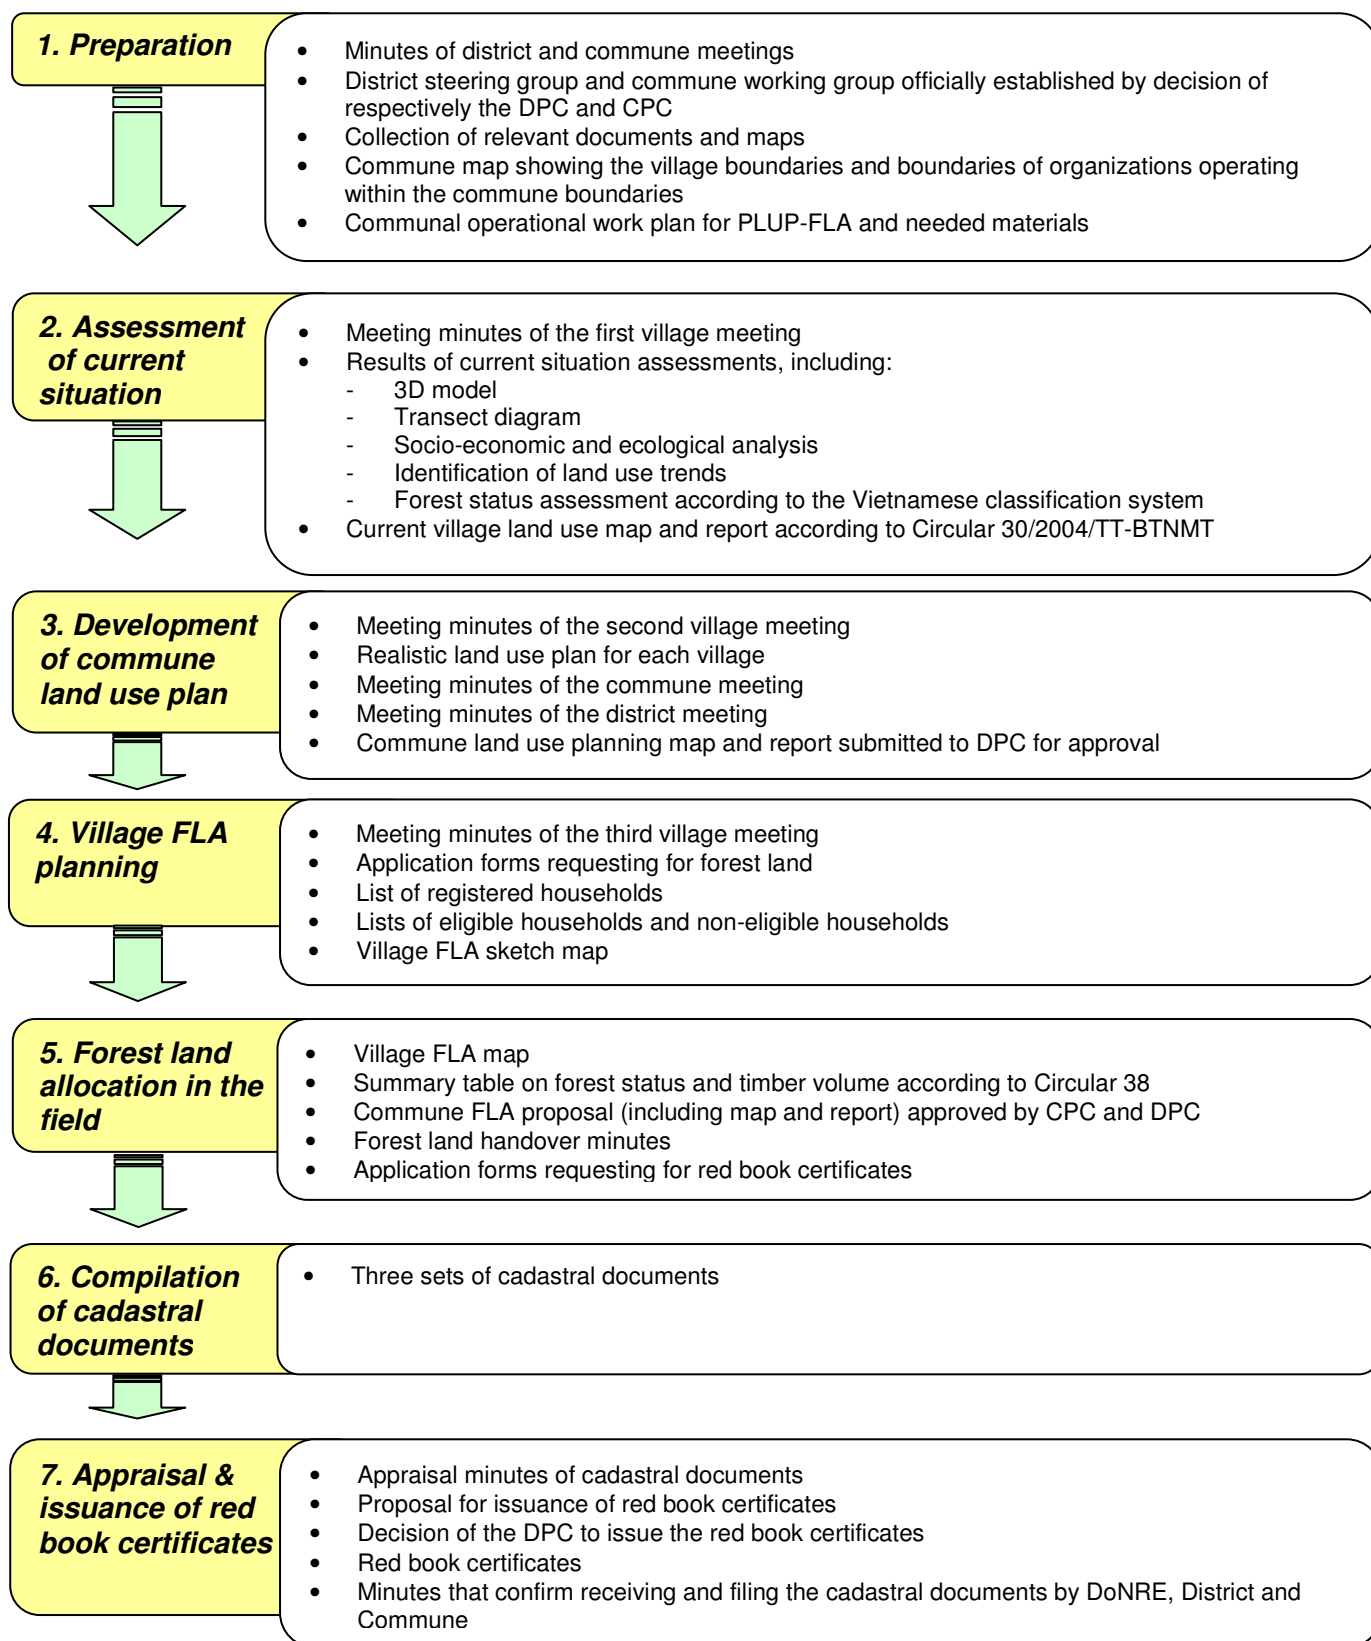 1. Preparation
• Minutes of district and commune meetings
• District steering group and commune working group officially established by decision of
respectively the DPC and CPC
• Collection of relevant documents and maps
• Commune map showing the village boundaries and boundaries of organizations operating
within the commune boundaries
• Communal operational work plan for PLUP-FLA and needed materials
2. Assessment
of current
situation
• Meeting minutes of the first village meeting
• Results of current situation assessments, including:
- 3D model
- Transect diagram
- Socio-economic and ecological analysis
- Identification of land use trends
- Forest status assessment according to the Vietnamese classification system
• Current village land use map and report according to Circular 30/2004/TT-BTNMT
3. Development
of commune
land use plan
• Meeting minutes of the second village meeting
• Realistic land use plan for each village
• Meeting minutes of the commune meeting
• Meeting minutes of the district meeting
• Commune land use planning map and report submitted to DPC for approval
4. Village FLA
planning
• Meeting minutes of the third village meeting
• Application forms requesting for forest land
• List of registered households
• Lists of eligible households and non-eligible households
• Village FLA sketch map
5. Forest land
allocation in the
field
• Village FLA map
• Summary table on forest status and timber volume according to Circular 38
• Commune FLA proposal (including map and report) approved by CPC and DPC
• Forest land handover minutes
• Application forms requesting for red book certificates
6. Compilation
of cadastral
documents
• Three sets of cadastral documents
7. Appraisal &
issuance of red
book certificates
• Appraisal minutes of cadastral documents
• Proposal for issuance of red book certificates
• Decision of the DPC to issue the red book certificates
• Red book certificates
• Minutes that confirm receiving and filing the cadastral documents by DoNRE, District and
Commune